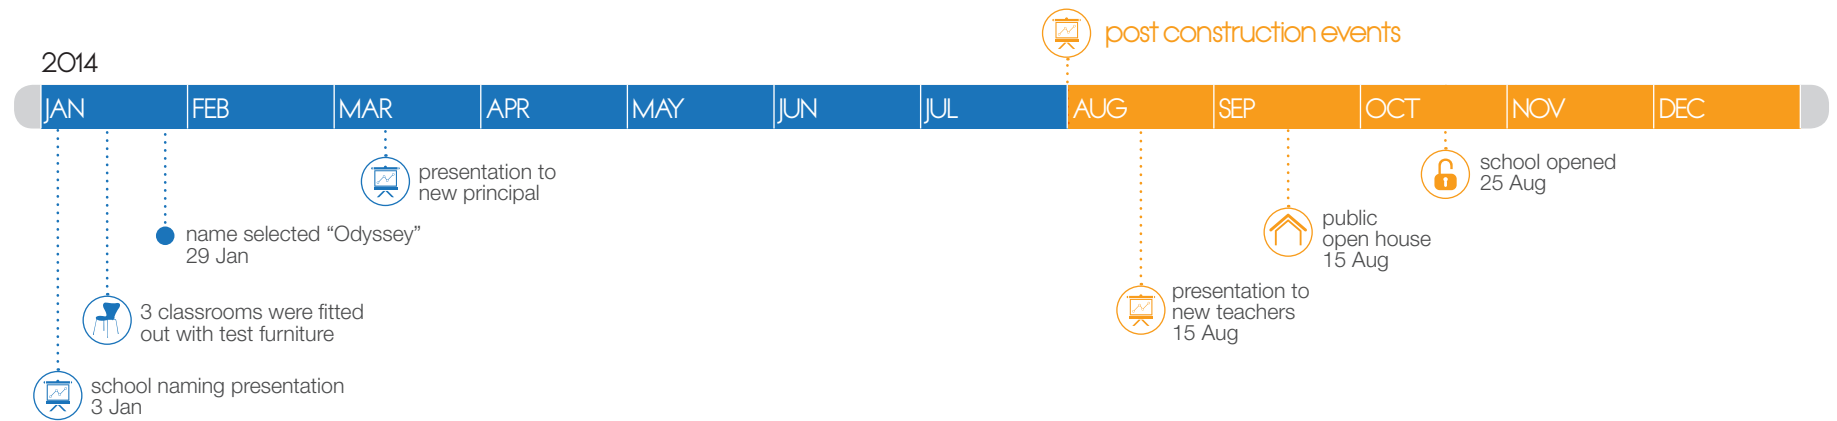 post construction events
2014
JAN FEB MAR APR MAY JUN JUL AUG SEP OCT NOV DEC
presentation to
new principal
school opened
25 Aug
name selected “Odyssey”
29 Jan
public
open house
15 Aug
3 classrooms were fitted
out with test furniture
presentation to
new teachers
15 Aug
school naming presentation
3 Jan